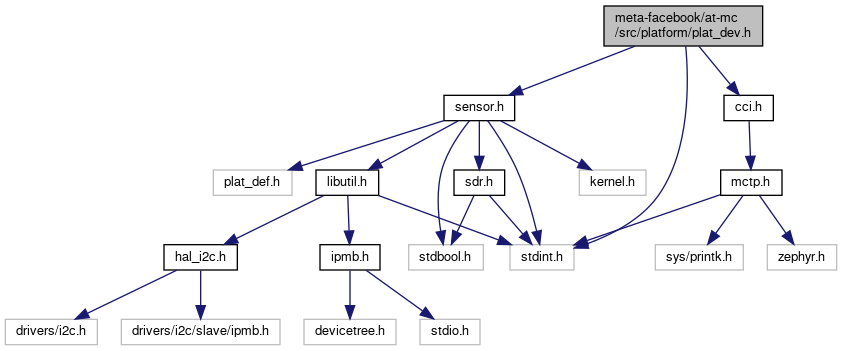 meta-facebook/at-mc
/src/platform/plat_dev.h
sensor.h
cci.h
plat_def.h
libutil.h
sdr.h
kernel.h
mctp.h
hal_i2c.h
ipmb.h
stdbool.h
stdint.h
sys/printk.h
zephyr.h
drivers/i2c.h
drivers/i2c/slave/ipmb.h
devicetree.h
stdio.h